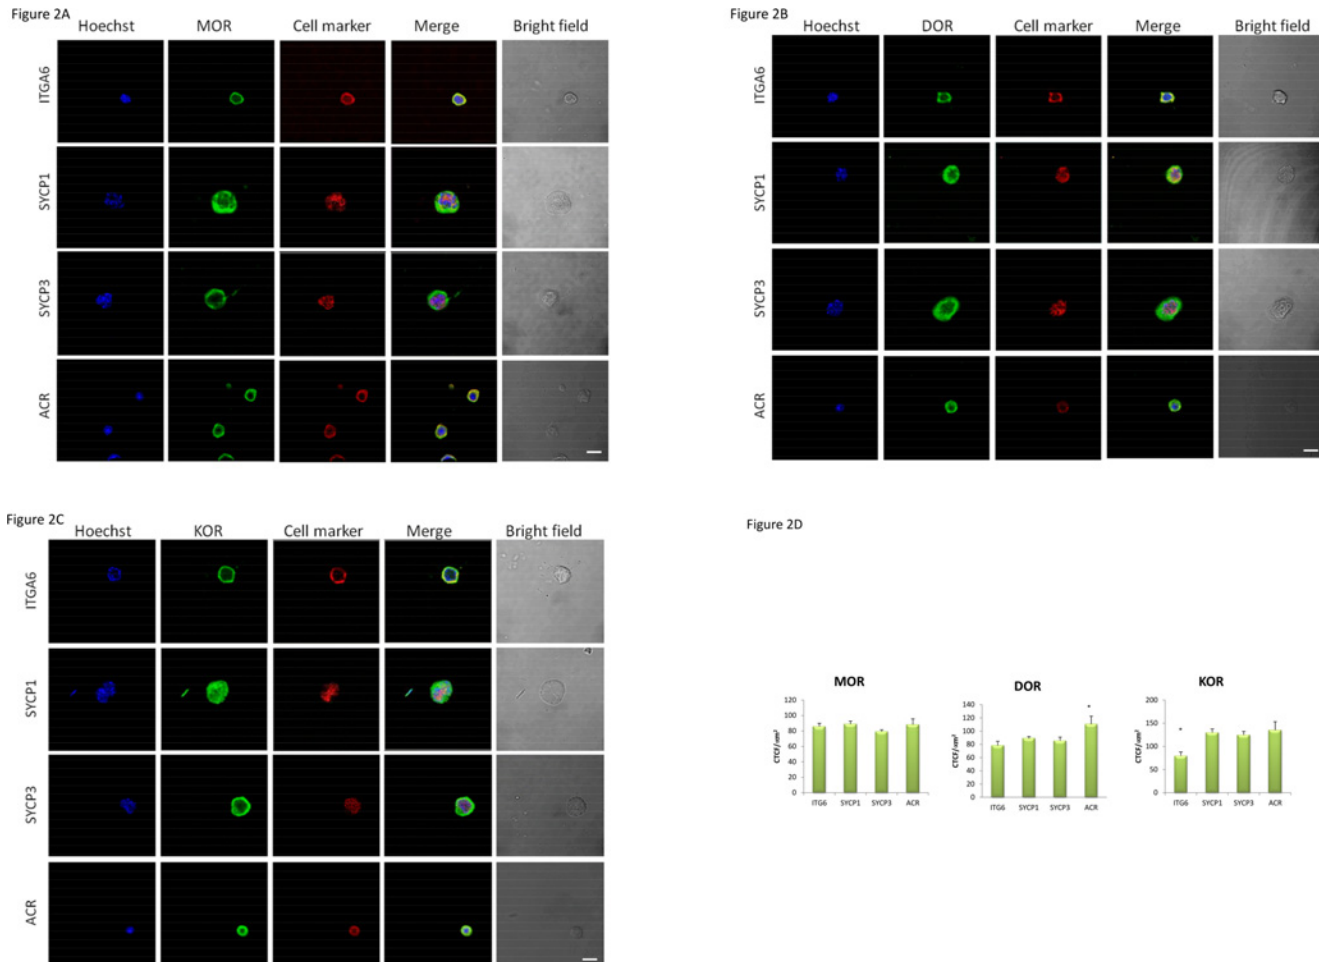 Figure 2A
Hoechst MOR Cell marker Merge Bright field
ITGA6
SYCP1
SYCP3
ACR
Figure 2B
Hoechst DOR Cell marker Merge Bright field
ITGA6
SYCP1
SYCP3
ACR
Figure 2C
Hoechst KOR Cell marker Merge Bright field
ITGA6
SYCP1
SYCP3
ACR
Figure 2D
MOR
120
100
80
60
40
20
0
ITG6 SYCP1 SYCP3 ACR
DOR
140
120
100
80
60
40
20
0
*
ITG6 SYCP1 SYCP3 ACR
KOR
200
150
100
50
0
*
ITG6 SYCP1 SYCP3 ACR